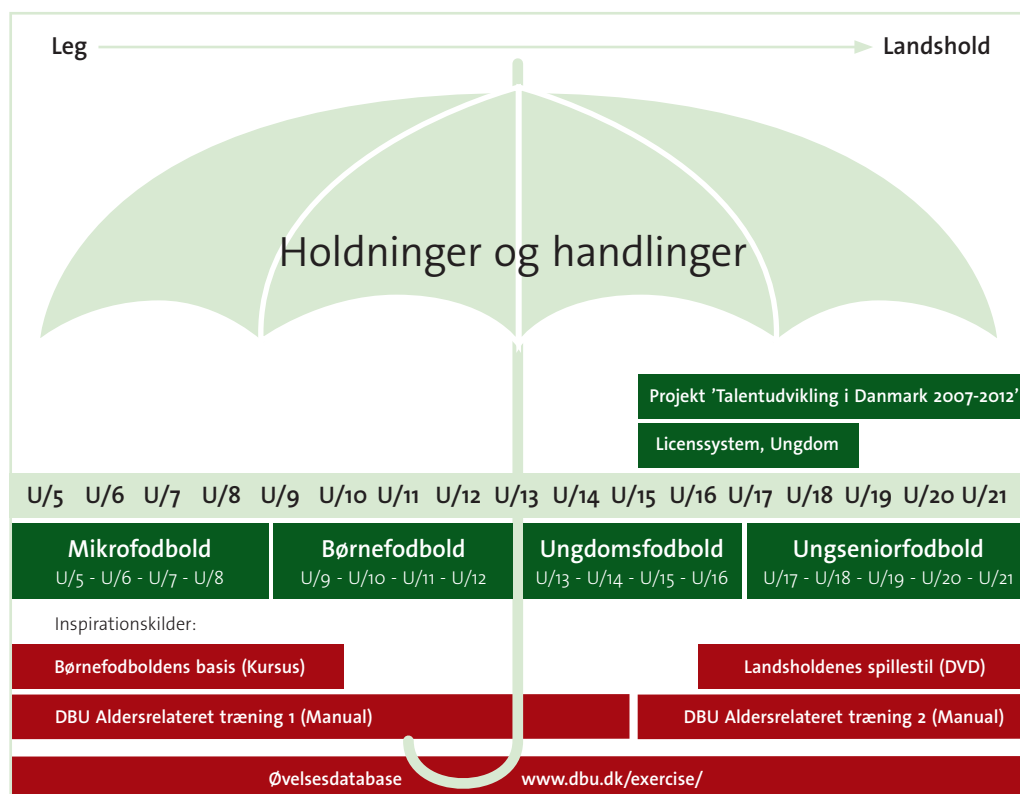 Leg Landshold
Holdninger og handlinger
Projekt 'Talentudvikling i Danmark 2007-2012'
Licenssystem, Ungdom
U/5 U/6 U/7 U/8 U/9 U/10 U/11 U/12 U/13 U/14 U/15 U/16 U/17 U/18 U/19 U/20 U/21
Mikrofodbold
U/5 - U/6 - U/7 - U/8
Børnefodbold
U/9 - U/10 - U/11 - U/12
Ungdomsfodbold
U/13 - U/14 - U/15 - U/16
Ungseniorfodbold
U/17 - U/18 - U/19 - U/20 - U/21
Inspirationskilder:
Børnefodboldens basis (Kursus)
Landsholdenes spillestil (DVD)
DBU Aldersrelateret træning 1 (Manual)
DBU Aldersrelateret træning 2 (Manual)
Øvelsesdatabase www.dbu.dk/exercise/